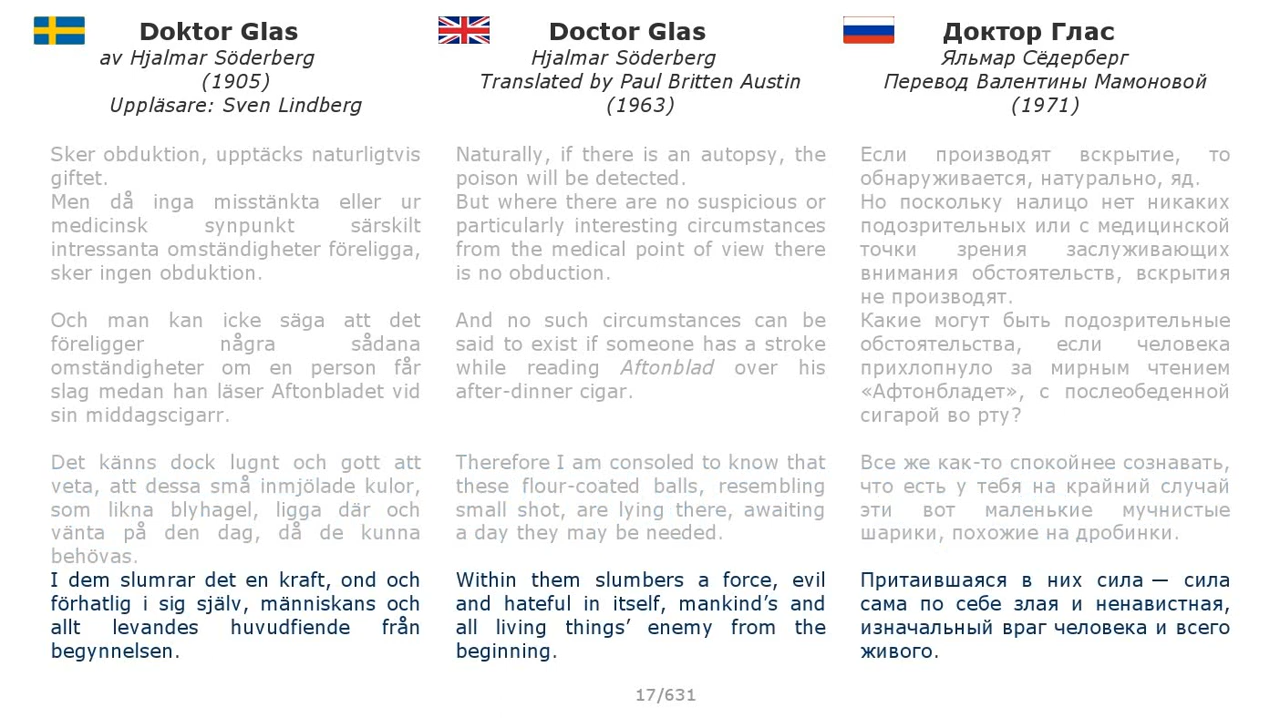 Doktor Glas
av Hjalmar Söderberg
(1905)
Uppläsare: Sven Lindberg
Sker obduktion, upptäcks naturligtvis
giftet.
Men då inga misstänkta eller ur
medicinsk synpunkt särskilt
intressanta omständigheter föreligga,
sker ingen obduktion.
Och man kan icke säga att det
föreligger några sådana
omständigheter om en person får
slag medan han läser Aftonbladet vid
sin middagscigarr.
Det känns dock lugnt och gott att
veta, att dessa små inmjölade kulor,
som likna blyhagel, ligga där och
vänta på den dag, då de kunna
behövas.
I dem slumrar det en kraft, ond och
förhatlig i sig själv, människans och
allt levandes huvudfiende från
begynnelsen.
Doctor Glas
Hjalmar Söderberg
Translated by Paul Britten Austin
(1963)
Naturally, if there is an autopsy, the
poison will be detected.
But where there are no suspicious or
particularly interesting circumstances
from the medical point of view there
is no obduction.
And no such circumstances can be
said to exist if someone has a stroke
while reading Aftonblad over his
after-dinner cigar.
Therefore I am consoled to know that
these flour-coated balls, resembling
small shot, are lying there, awaiting
a day they may be needed.
Within them slumbers a force, evil
and hateful in itself, mankind’s and
all living things’ enemy from the
beginning.
Доктор Глас
Яльмар Сёдерберг
Перевод Валентины Мамоновой
(1971)
Если производят вскрытие, то
обнаруживается, натурально, яд.
Но поскольку налицо нет никаких
подозрительных или с медицинской
точки зрения заслуживающих
внимания обстоятельств, вскрытия
не производят.
Какие могут быть подозрительные
обстоятельства, если человека
прихлопнуло за мирным чтением
«Афтонбладет», с послеобеденной
сигарой во рту?
Все же как-то спокойнее сознавать,
что есть у тебя на крайний случай
эти вот маленькие мучнистые
шарики, похожие на дробинки.
Притаившаяся в них сила — сила
сама по себе злая и ненавистная,
изначальный враг человека и всего
живого.
17/631